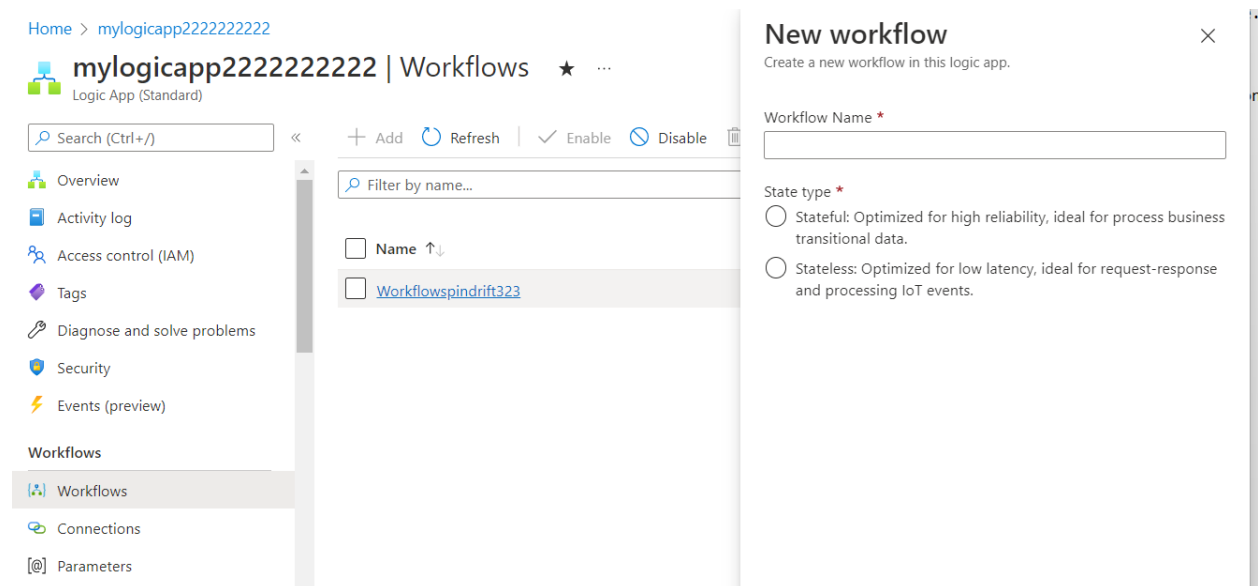 Home > mylogicapp2222222222
mylogicapp2222222222 | Workflows ★ ...
Logic App (Standard)
Search (Ctrl+/) «
Overview
Activity log
Access control (IAM)
Tags
Diagnose and solve problems
Security
Events (preview)
Workflows
Workflows
Connections
[@] Parameters
+ Add Refresh | Enable Disable
Filter by name...
Name ↑↓
Workflowspindrift323
New workflow
Create a new workflow in this logic app.
Workflow Name *
State type *
Stateful: Optimized for high reliability, ideal for process business
transitional data.
Stateless: Optimized for low latency, ideal for request-response
and processing IoT events.